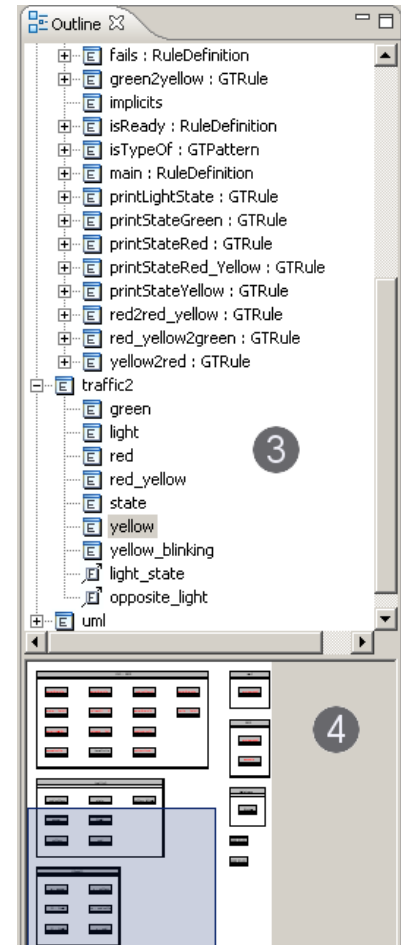 Outline
fails : RuleDefinition
green2yellow : GTRule
implicits
isReady : RuleDefinition
isTypeOf : GTPattern
main : RuleDefinition
printLightState : GTRule
printStateGreen : GTRule
printStateRed : GTRule
printStateRed_Yellow : GTRule
printStateYellow : GTRule
red2red_yellow : GTRule
red_yellow2green : GTRule
yellow2red : GTRule
traffic2
green
light
red
red_yellow
3
state
yellow
yellow_blinking
light_state
opposite_light
uml
4